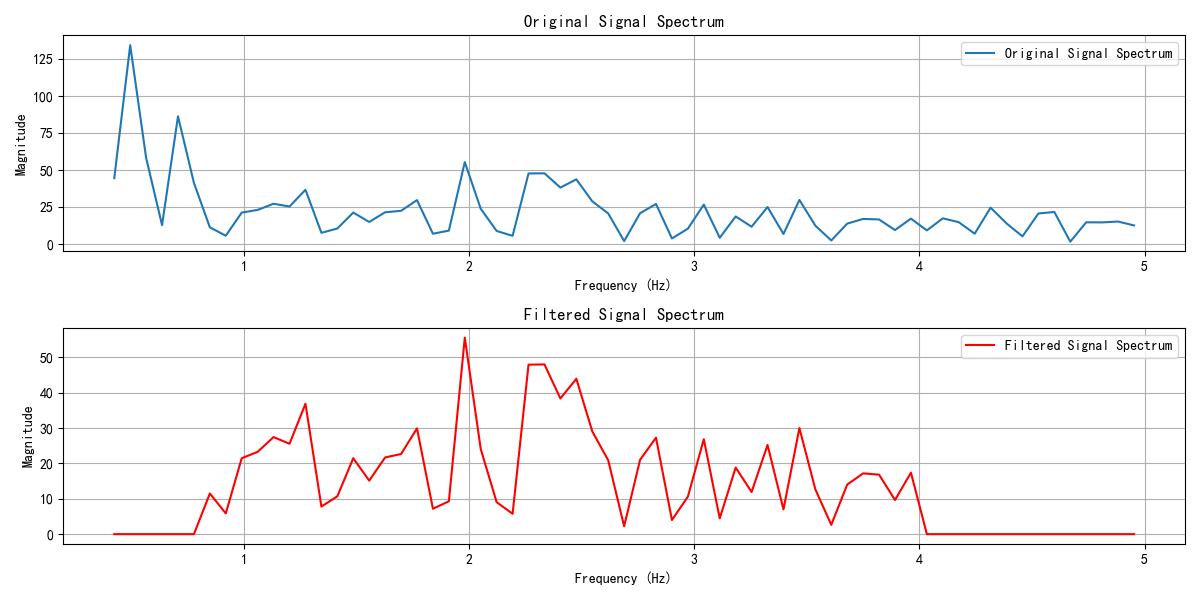 Original Signal Spectrum
Original Signal Spectrum
Magnitude
125
100
75
50
25
0
1 2 3 4 5
Frequency (Hz)
Filtered Signal Spectrum
Filtered Signal Spectrum
Magnitude
50
40
30
20
10
0
1 2 3 4 5
Frequency (Hz)